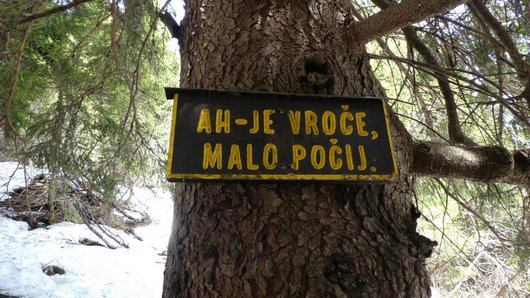 AH-JE VROČE,
MALO POČIJ.